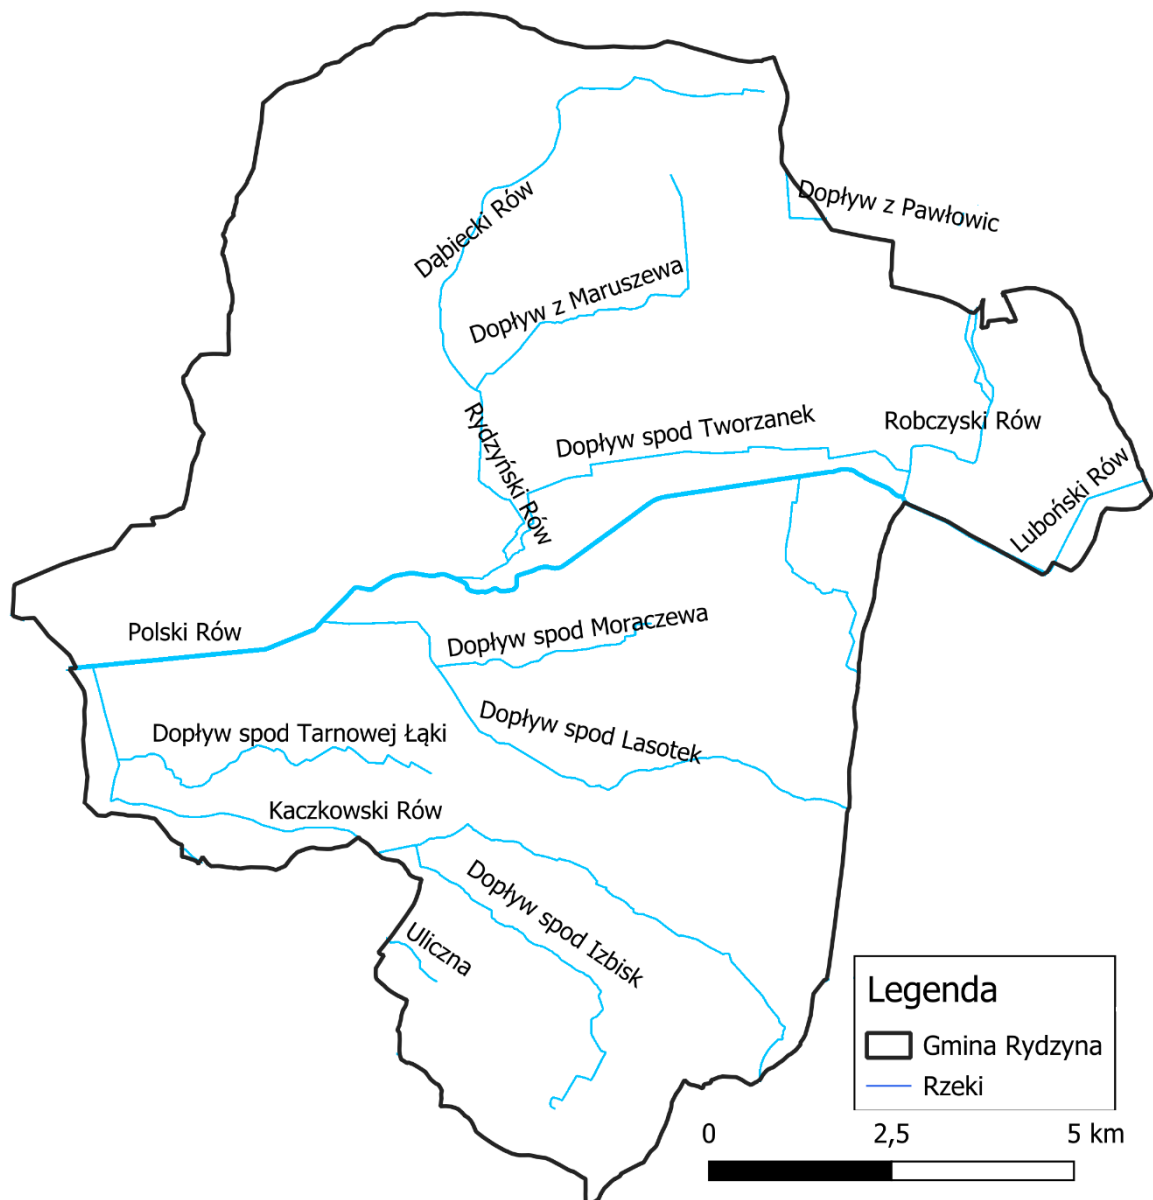 Dąbiecki Rów
Dopływ z Pawłowic
Dopływ z Maruszewa
Rydzyński Rów
Dopływ spod Tworzanek
Robczyski Rów
Luboński Rów
Polski Rów
Dopływ spod Moraczewa
Dopływ spod Tarnowej Łąki
Dopływ spod Lasotek
Kaczkowski Rów
Dopływ spod Izbisk
Uliczna
Legenda
Gmina Rydzyna
Rzeki
0 2,5 5 km